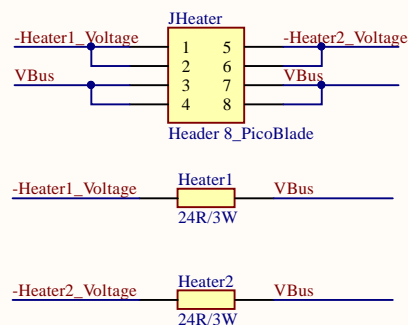 JHeater
-Heater1_Voltage 1 5 -Heater2_Voltage
2 6
VBus 3 7 VBus
4 8
Header 8_PicoBlade
Heater1
-Heater1_Voltage VBus
24R/3W
Heater2
-Heater2_Voltage VBus
24R/3W